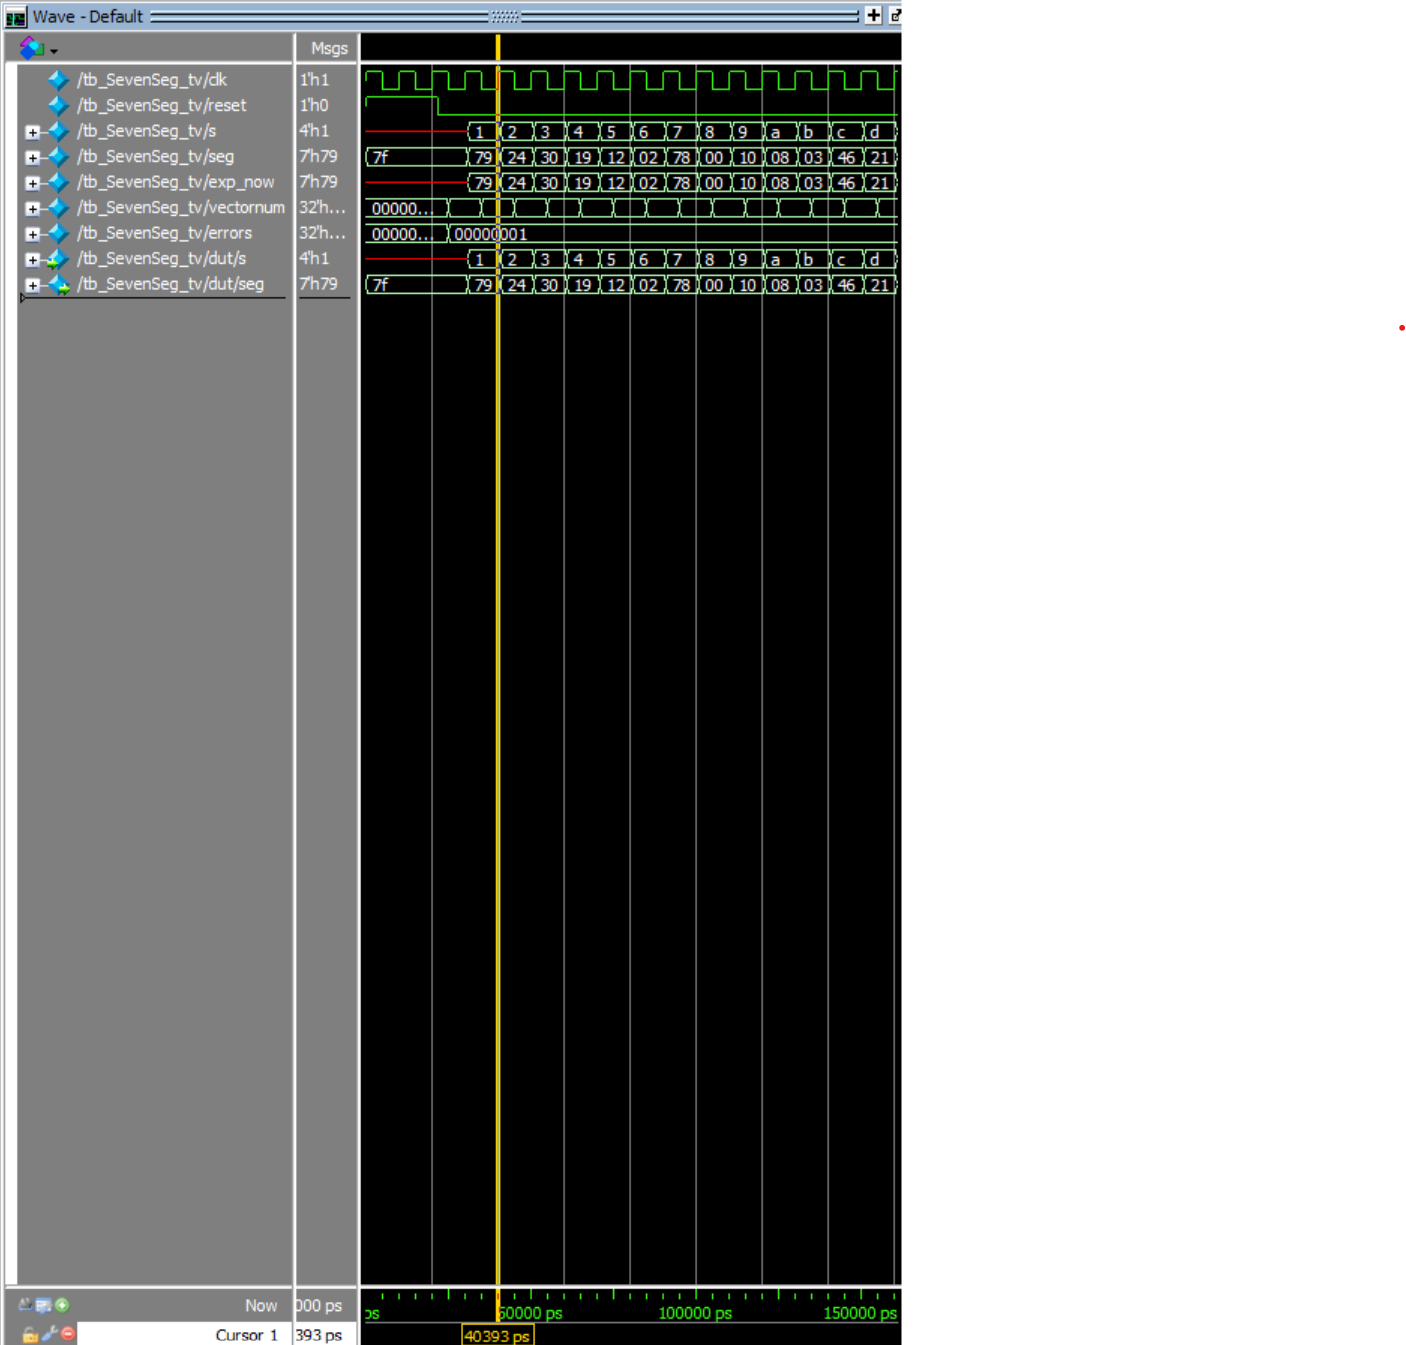 Wave - Default
Msgs
/tb_SevenSeg_tv/clk 1'h1
/tb_SevenSeg_tv/reset 1'h0
/tb_SevenSeg_tv/s 4'h1 1 2 3 4 5 6 7 8 9 a b c d
/tb_SevenSeg_tv/seg 7'h79 7f 79 24 30 19 12 02 78 00 10 08 03 46 21
/tb_SevenSeg_tv/exp_now 7'h79 79 24 30 19 12 02 78 00 10 08 03 46 21
/tb_SevenSeg_tv/vectornum 32'h... 00000...
/tb_SevenSeg_tv/errors 32'h... 00000... 00000001
/tb_SevenSeg_tv/dut/s 4'h1 1 2 3 4 5 6 7 8 9 a b c d
/tb_SevenSeg_tv/dut/seg 7'h79 7f 79 24 30 19 12 02 78 00 10 08 03 46 21
Now 000 ps ps 50000 ps 100000 ps 150000 ps
Cursor 1 393 ps 40393 ps